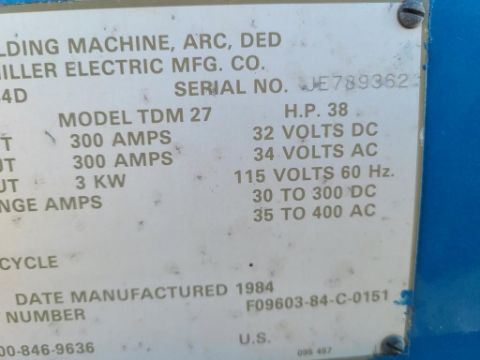 LDING MACHINE, ARC, DED
ILLER ELECTRIC MFG. CO.
4D SERIAL NO. JE789362
MODEL TDM 27 H.P. 38
T 300 AMPS 32 VOLTS DC
UT 300 AMPS 34 VOLTS AC
UT 3 KW 115 VOLTS 60 Hz.
NGE AMPS 30 TO 300 DC
35 TO 400 AC
CYCLE
DATE MANUFACTURED 1984
NUMBER F09603-84-C-0151
00-846-9636 U.S.